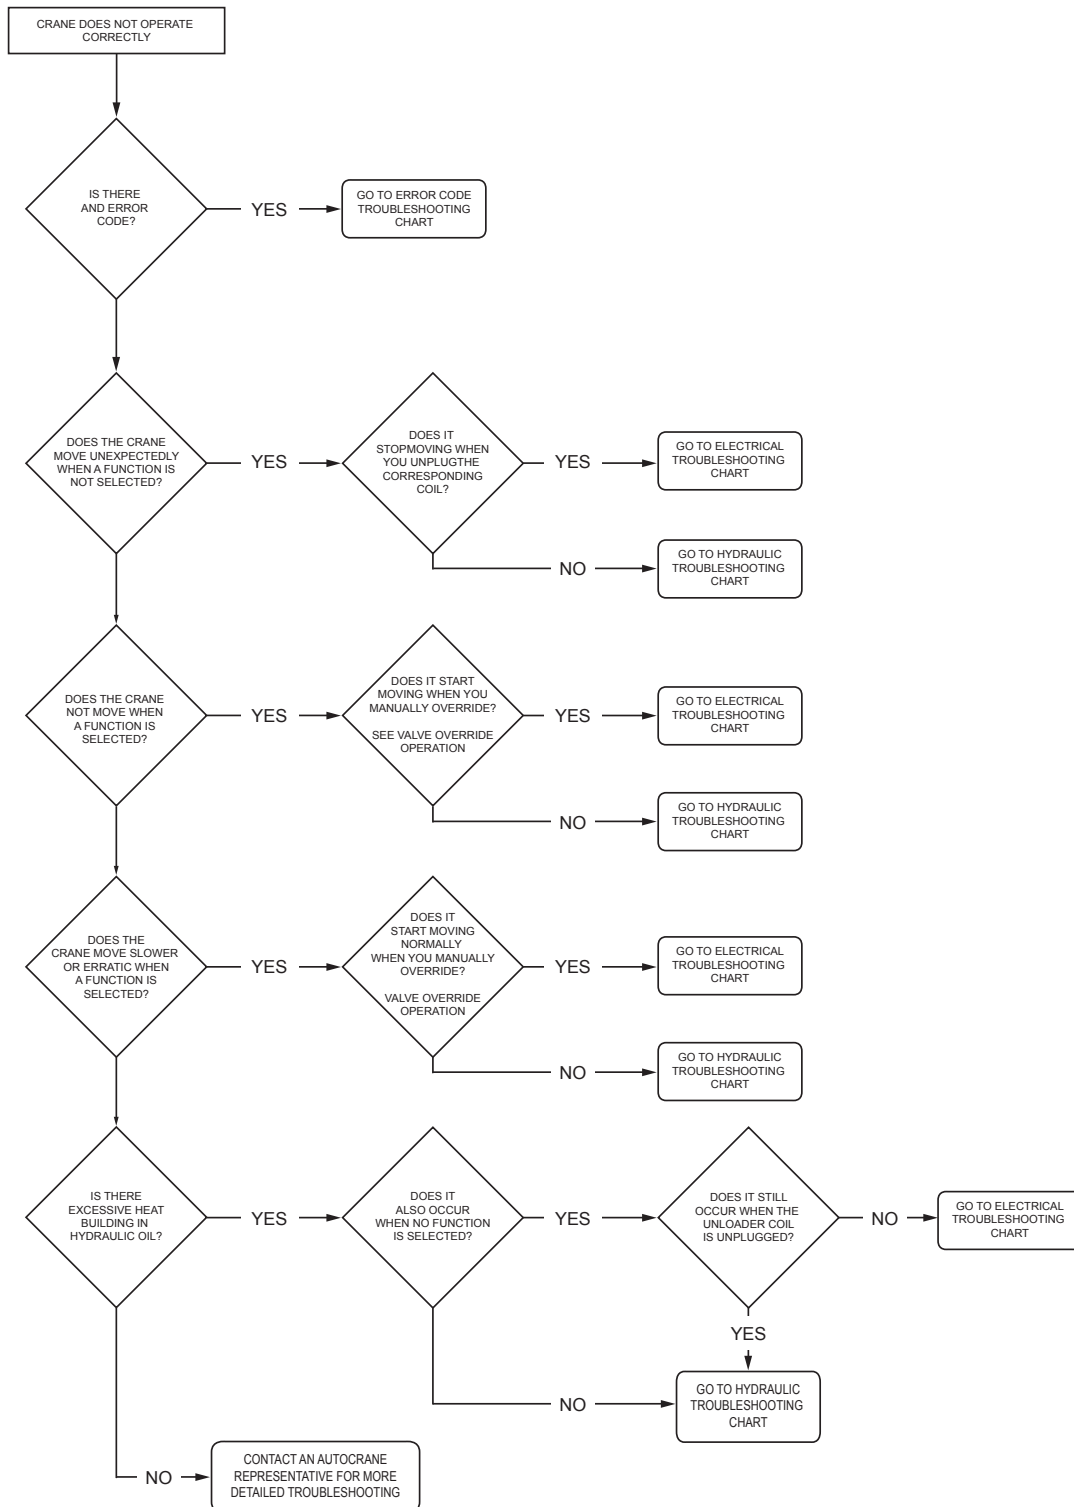 CRANE DOES NOT OPERATE
CORRECTLY
IS THERE
AND ERROR
CODE?
YES
GO TO ERROR CODE
TROUBLESHOOTING
CHART
DOES THE CRANE
MOVE UNEXPECTEDLY
WHEN A FUNCTION IS
NOT SELECTED?
YES
DOES IT
STOPMOVING WHEN
YOU UNPLUGTHE
CORRESPONDING
COIL?
YES
GO TO ELECTRICAL
TROUBLESHOOTING
CHART
NO
GO TO HYDRAULIC
TROUBLESHOOTING
CHART
DOES THE CRANE
NOT MOVE WHEN
A FUNCTION IS
SELECTED?
YES
DOES IT START
MOVING WHEN YOU
MANUALLY OVERRIDE?
SEE VALVE OVERRIDE
OPERATION
YES
GO TO ELECTRICAL
TROUBLESHOOTING
CHART
NO
GO TO HYDRAULIC
TROUBLESHOOTING
CHART
DOES THE
CRANE MOVE SLOWER
OR ERRATIC WHEN
A FUNCTION IS
SELECTED?
YES
DOES IT
START MOVING
NORMALLY
WHEN YOU MANUALLY
OVERRIDE?
VALVE OVERRIDE
OPERATION
YES
GO TO ELECTRICAL
TROUBLESHOOTING
CHART
NO
GO TO HYDRAULIC
TROUBLESHOOTING
CHART
IS THERE
EXCESSIVE HEAT
BUILDING IN
HYDRAULIC OIL?
YES
DOES IT
ALSO OCCUR
WHEN NO FUNCTION
IS SELECTED?
YES
DOES IT STILL
OCCUR WHEN THE
UNLOADER COIL
IS UNPLUGGED?
NO
GO TO ELECTRICAL
TROUBLESHOOTING
CHART
YES
NO
GO TO HYDRAULIC
TROUBLESHOOTING
CHART
NO
CONTACT AN AUTOCRANE
REPRESENTATIVE FOR MORE
DETAILED TROUBLESHOOTING